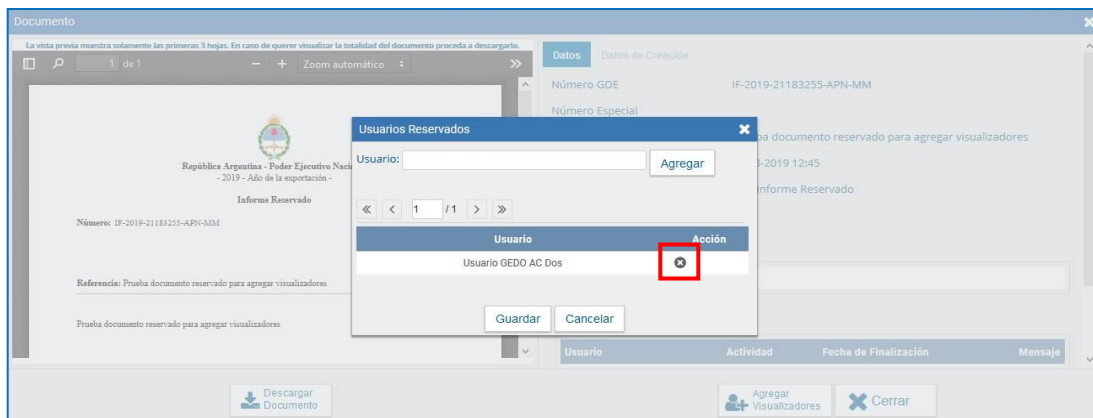 Documento
La vista previa muestra solamente las primeras 3 hojas. En caso de querer visualizar la totalidad del documento proceda a descargarlo.
1 de 1
Zoom automático
República Argentina - Poder Ejecutivo Naci
- 2019 - Año de la exportación -
Informe Reservado
Número: IF-2019-21183255-APN-MM
Referencia: Prueba documento reservado para agregar visualizadores
Prueba documento reservado para agregar visualizadores
Descargar
Documento
Usuarios Reservados
Usuario:
Agregar
1 / 1
Usuario Acción
Usuario GEDO AC Dos
Guardar Cancelar
Datos Datos de Creación
Número GDE IF-2019-21183255-APN-MM
Número Especial
documento reservado para agregar visualizadores
-2019 12:45
Informe Reservado
Usuario Actividad Fecha de Finalización Mensaje
Agregar
Visualizadores
Cerrar